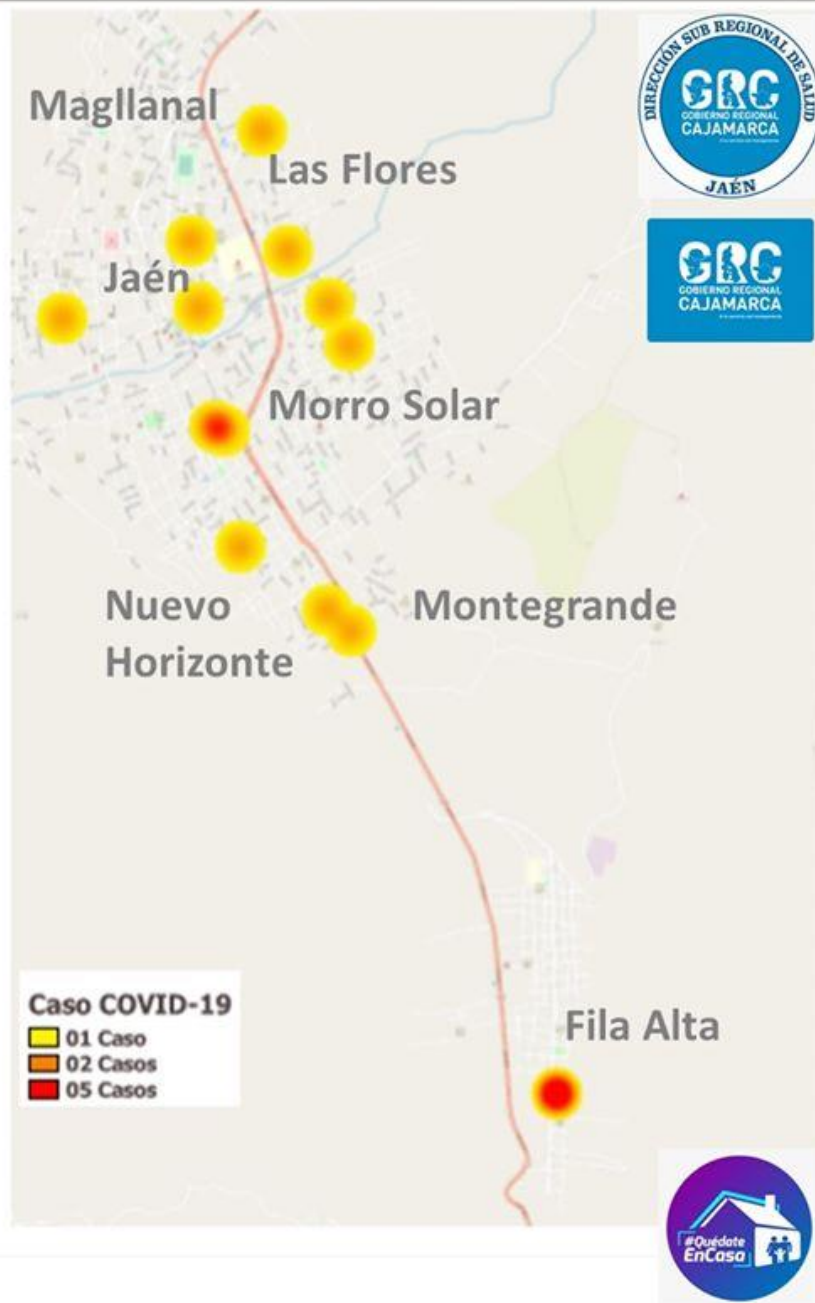 Magllanal
Las Flores
Jaén
Morro Solar
Nuevo
Horizonte
Montegrande
Fila Alta
Caso COVID-19
01 Caso
02 Casos
05 Casos
DIRECCIÓN SUB REGIONAL DE SALUD
GRC
GOBIERNO REGIONAL
CAJAMARCA
JAÉN
GRC
GOBIERNO REGIONAL
CAJAMARCA
#Quédate
EnCasa